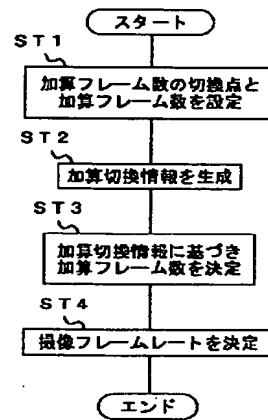 スタート
ST1
加算フレーム数の切換点と
加算フレーム数を設定
ST2
加算切換情報を生成
ST3
加算切換情報に基づき
加算フレーム数を決定
ST4
撮像フレームレートを決定
エンド